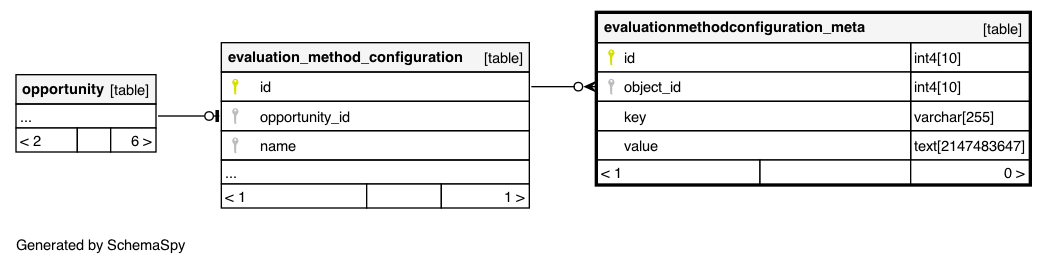 opportunity [table]
...
< 2 6 >
evaluation_method_configuration [table]
id
opportunity_id
name
...
< 1 1 >
evaluationmethodconfiguration_meta [table]
id int4[10]
object_id int4[10]
key varchar[255]
value text[2147483647]
< 1 0 >
Generated by SchemaSpy